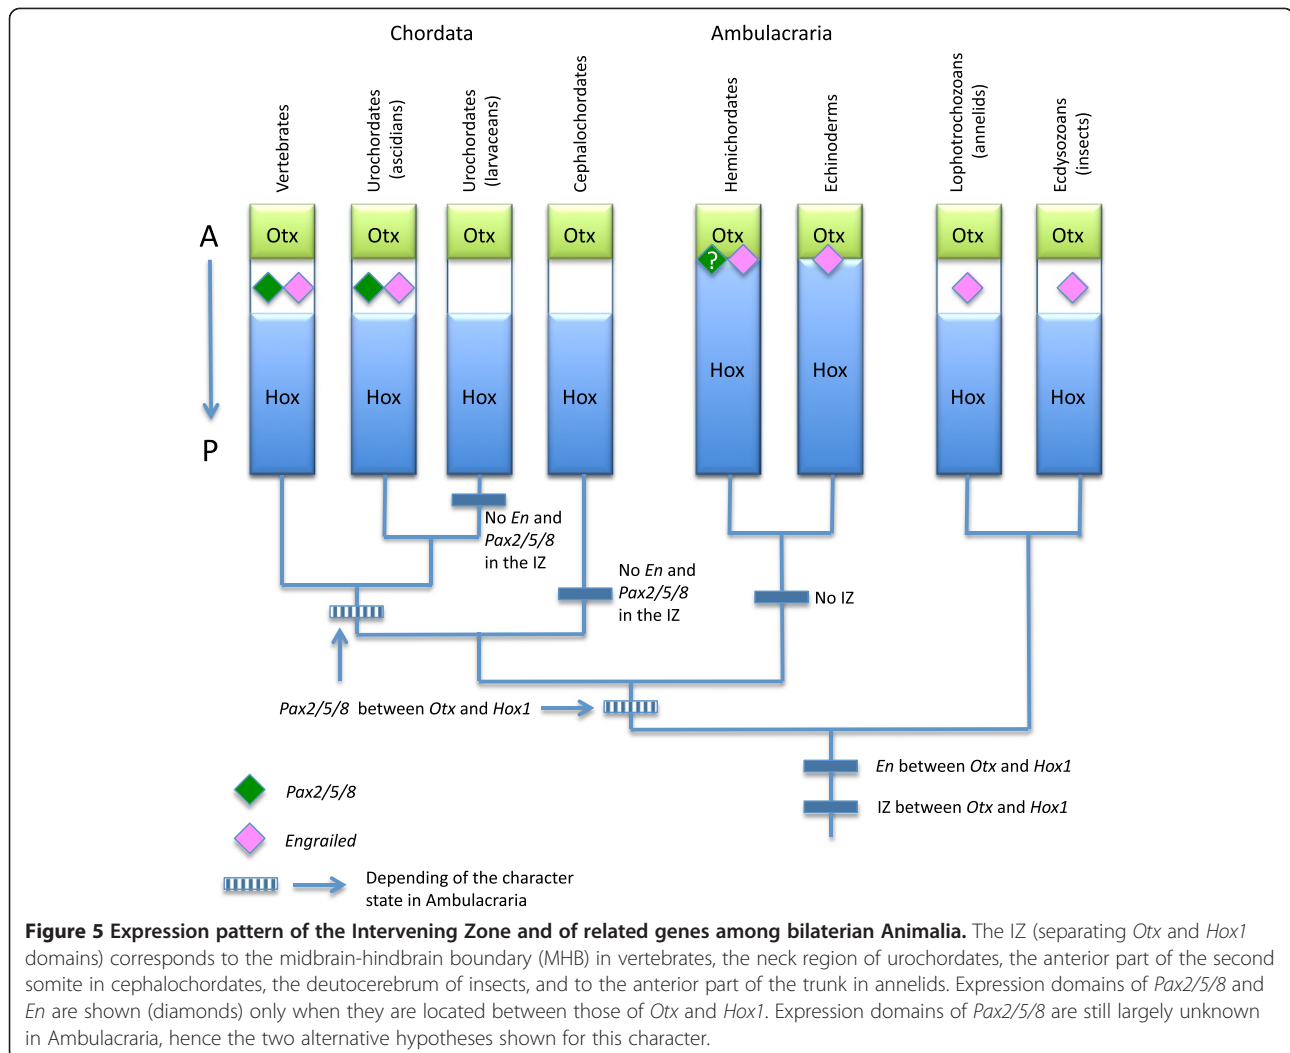 Chordata
Ambulacraria
Vertebrates
Urochordates
(ascidians)
Urochordates
(larvaceans)
Cephalochordates
Hemichordates
Echinoderms
Lophotrochozoans
(annelids)
Ecdysozoans
(insects)
A
P
Otx
Otx
Otx
Otx
Otx
Otx
Otx
Otx
?
Hox
Hox
Hox
Hox
Hox
Hox
Hox
Hox
No En and
Pax2/5/8
in the IZ
No En and
Pax2/5/8
in the IZ
No IZ
Pax2/5/8 between Otx and Hox1
En between Otx and Hox1
IZ between Otx and Hox1
Pax2/5/8
Engrailed
Depending of the character
state in Ambulacraria
Figure 5 Expression pattern of the Intervening Zone and of related genes among bilaterian Animalia. The IZ (separating Otx and Hox1
domains) corresponds to the midbrain-hindbrain boundary (MHB) in vertebrates, the neck region of urochordates, the anterior part of the second
somite in cephalochordates, the deutocerebrum of insects, and to the anterior part of the trunk in annelids. Expression domains of Pax2/5/8 and
En are shown (diamonds) only when they are located between those of Otx and Hox1. Expression domains of Pax2/5/8 are still largely unknown
in Ambulacraria, hence the two alternative hypotheses shown for this character.